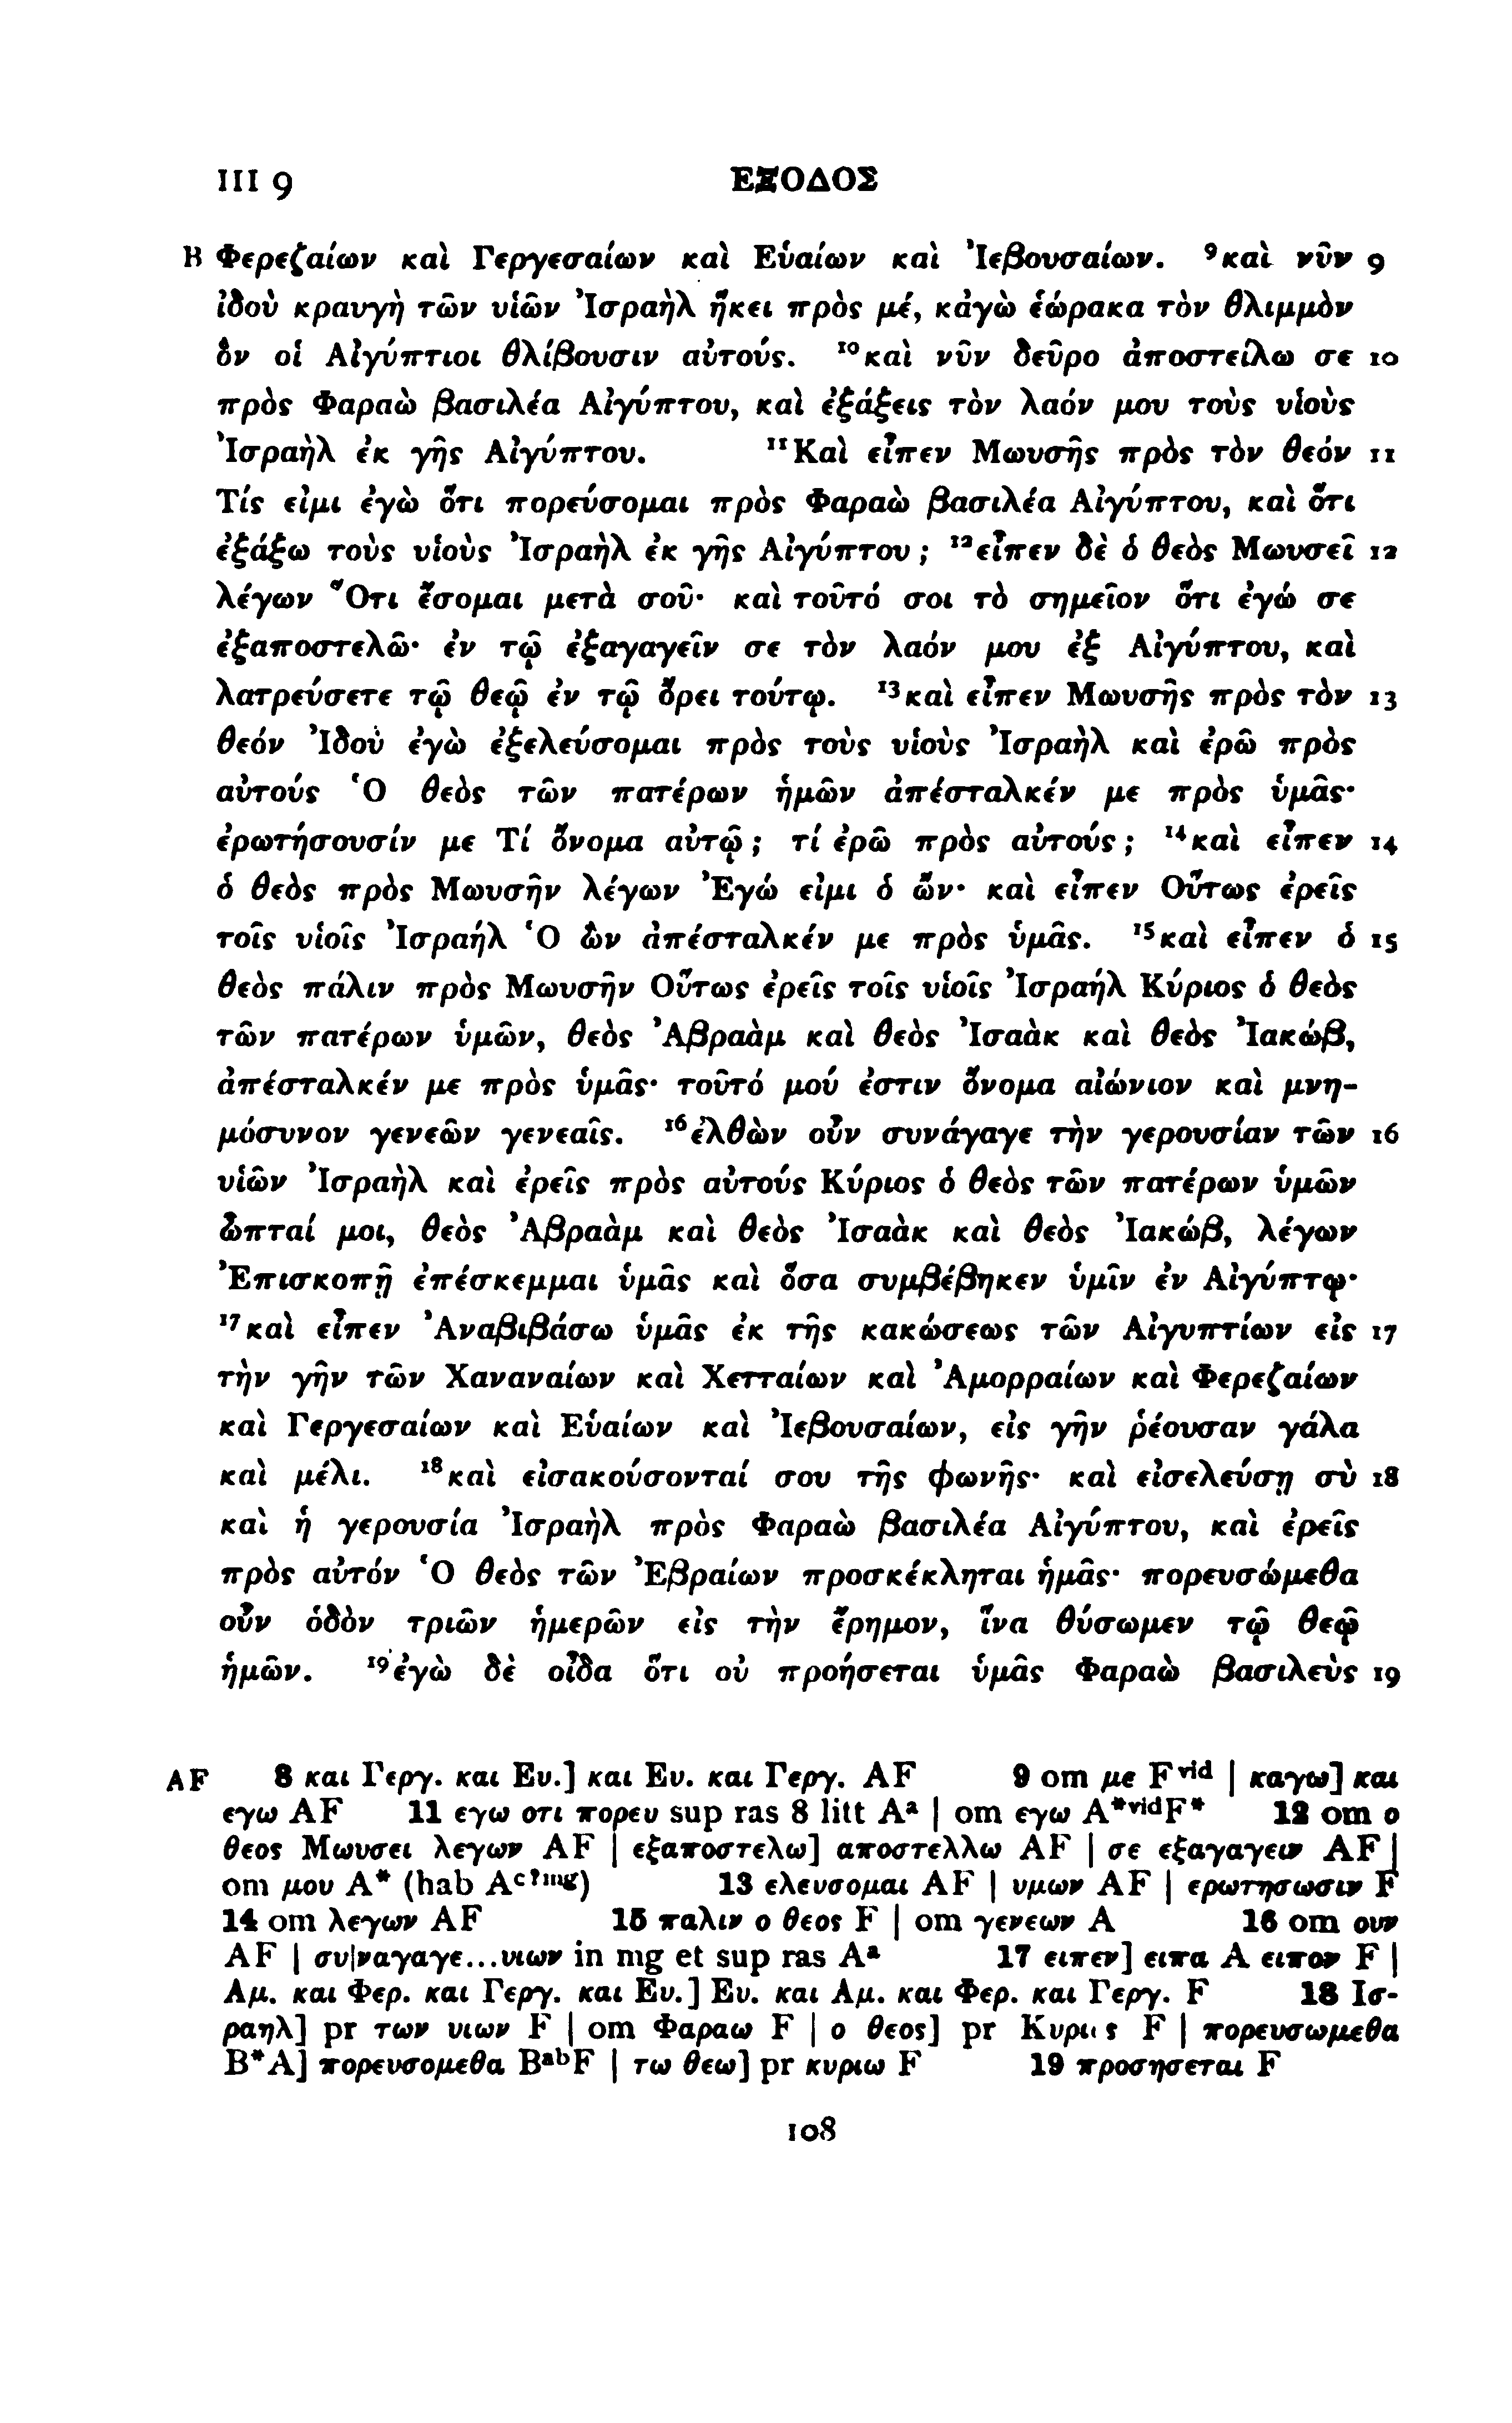 III 9 ΕΞΟΔΟΣ
B Φερεζαίων καὶ Γεργεσαίων καὶ Εὑαίων καὶ Ἰεβουσαίων. ⁹καὶ νῦν 9
ἰδοὺ κραυγὴ τῶν υἱῶν Ἰσραὴλ ἥκει πρὸς μέ, κἀγὼ ἑώρακα τὸν θλιμμὸν
ὃν οἱ Αἰγύπτιοι θλίβουσιν αὐτούς. ¹⁰καὶ νῦν δεῦρο ἀποστείλω σε 10
πρὸς Φαραὼ βασιλέα Αἰγύπτου, καὶ ἐξάξεις τὸν λαόν μου τοὺς υἱοὺς
Ἰσραὴλ ἐκ γῆς Αἰγύπτου. ¹¹Καὶ εἶπεν Μωυσῆς πρὸς τὸν θεόν 11
Τίς εἰμι ἐγὼ ὅτι πορεύσομαι πρὸς Φαραὼ βασιλέα Αἰγύπτου, καὶ ὅτι
ἐξάξω τοὺς υἱοὺς Ἰσραὴλ ἐκ γῆς Αἰγύπτου; ¹²εἶπεν δὲ ὁ θεὸς Μωυσεῖ 12
λέγων Ὅτι ἔσομαι μετὰ σοῦ· καὶ τοῦτό σοι τὸ σημεῖον ὅτι ἐγώ σε
ἐξαποστελῶ· ἐν τῷ ἐξαγαγεῖν σε τὸν λαόν μου ἐξ Αἰγύπτου, καὶ
λατρεύσετε τῷ θεῷ ἐν τῷ ὄρει τούτῳ. ¹³καὶ εἶπεν Μωυσῆς πρὸς τὸν 13
θεόν Ἰδοὺ ἐγὼ ἐξελεύσομαι πρὸς τοὺς υἱοὺς Ἰσραὴλ καὶ ἐρῶ πρὸς
αὐτούς Ὁ θεὸς τῶν πατέρων ἡμῶν ἀπέσταλκέν με πρὸς ὑμᾶς·
ἐρωτήσουσίν με Τί ὄνομα αὐτῷ; τί ἐρῶ πρὸς αὐτούς; ¹⁴καὶ εἶπεν 14
ὁ θεὸς πρὸς Μωυσῆν λέγων Ἐγώ εἰμι ὁ ὤν· καὶ εἶπεν Οὕτως ἐρεῖς
τοῖς υἱοῖς Ἰσραήλ Ὁ ὢν ἀπέσταλκέν με πρὸς ὑμᾶς. ¹⁵καὶ εἶπεν ὁ 15
θεὸς πάλιν πρὸς Μωυσῆν Οὕτως ἐρεῖς τοῖς υἱοῖς Ἰσραήλ Κύριος ὁ θεὸς
τῶν πατέρων ὑμῶν, θεὸς Ἀβραὰμ καὶ θεὸς Ἰσαὰκ καὶ θεὸς Ἰακώβ,
ἀπέσταλκέν με πρὸς ὑμᾶς· τοῦτό μού ἐστιν ὄνομα αἰώνιον καὶ μνη-
μόσυνον γενεῶν γενεαῖς. ¹⁶ἐλθὼν οὖν συνάγαγε τὴν γερουσίαν τῶν 16
υἱῶν Ἰσραὴλ καὶ ἐρεῖς πρὸς αὐτούς Κύριος ὁ θεὸς τῶν πατέρων ὑμῶν
ὦπταί μοι, θεὸς Ἀβραὰμ καὶ θεὸς Ἰσαὰκ καὶ θεὸς Ἰακώβ, λέγων
Ἐπισκοπῇ ἐπέσκεμμαι ὑμᾶς καὶ ὅσα συμβέβηκεν ὑμῖν ἐν Αἰγύπτῳ·
¹⁷καὶ εἶπεν Ἀναβιβάσω ὑμᾶς ἐκ τῆς κακώσεως τῶν Αἰγυπτίων εἰς 17
τὴν γῆν τῶν Χαναναίων καὶ Χετταίων καὶ Ἀμορραίων καὶ Φερεζαίων
καὶ Γεργεσαίων καὶ Εὑαίων καὶ Ἰεβουσαίων, εἰς γῆν ῥέουσαν γάλα
καὶ μέλι. ¹⁸καὶ εἰσακούσονταί σου τῆς φωνῆς· καὶ εἰσελεύσῃ σὺ 18
καὶ ἡ γερουσία Ἰσραὴλ πρὸς Φαραὼ βασιλέα Αἰγύπτου, καὶ ἐρεῖς
πρὸς αὐτόν Ὁ θεὸς τῶν Ἐβραίων προσκέκληται ἡμᾶς· πορευσώμεθα
οὖν ὁδὸν τριῶν ἡμερῶν εἰς τὴν ἔρημον, ἵνα θύσωμεν τῷ θεῷ
ἡμῶν. ¹⁹ἐγὼ δὲ οἶδα ὅτι οὐ προήσεται ὑμᾶς Φαραὼ βασιλεὺς 19
AF 8 και Γεργ. και Ευ.] και Ευ. και Γεργ. AF 9 om με Fᵛⁱᵈ | καγω] και
εγω AF 11 εγω οτι πορευ sup ras 8 litt Aᵃ | om εγω A*ᵛⁱᵈF* 12 om ο
θεος Μωυσει λεγων AF | εξαποστελω] αποστελλω AF | σε εξαγαγειν AF |
om μου A* (hab Aᶜ?ᵐᵍ) 13 ελευσομαι AF | υμων AF | ερωτησωσιν F
14 om λεγων AF 15 παλιν ο θεος F | om γενεων A 16 om ουν
AF | συ|ναγαγε...υιων in mg et sup ras Aᵃ 17 ειπεν] ειπα A ειπον F |
Αμ. και Φερ. και Γεργ. και Ευ.] Ευ. και Αμ. και Φερ. και Γεργ. F 18 Ισ-
ραηλ] pr των υιων F | om Φαραω F | ο θεος] pr Κυριος F | πορευσωμεθα
B*A] πορευσομεθα BᵃᵇF | τω θεω] pr κυριω F 19 προσησεται F
108